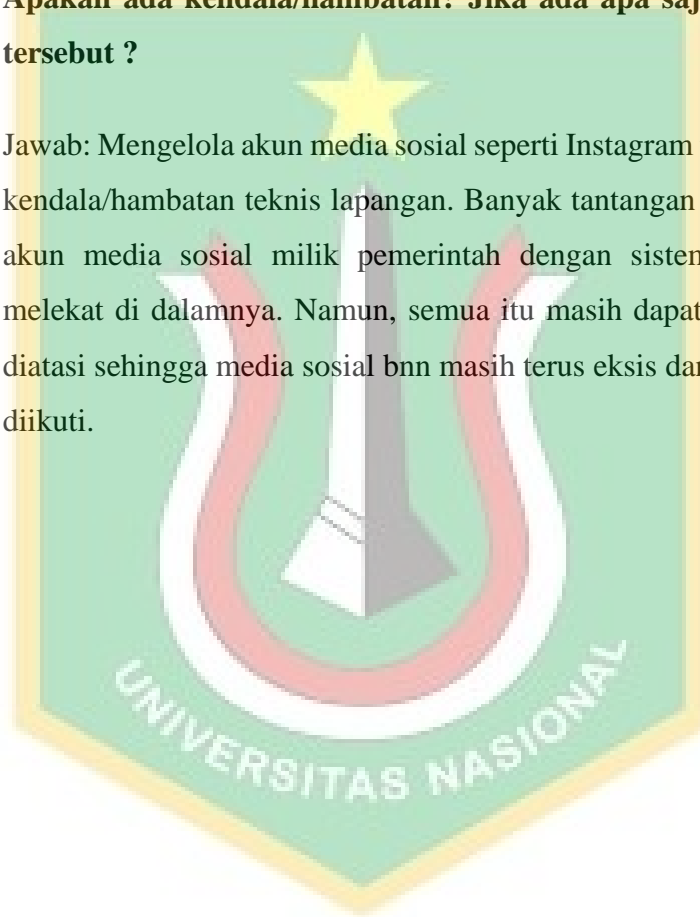 Apakah ada kendala/hambatan? Jika ada apa saj
tersebut ?
Jawab: Mengelola akun media sosial seperti Instagram
kendala/hambatan teknis lapangan. Banyak tantangan
akun media sosial milik pemerintah dengan sistem
melekat di dalamnya. Namun, semua itu masih dapat
diatasi sehingga media sosial bnn masih terus eksis dan
diikuti.
UNIVERSITAS NASIONAL